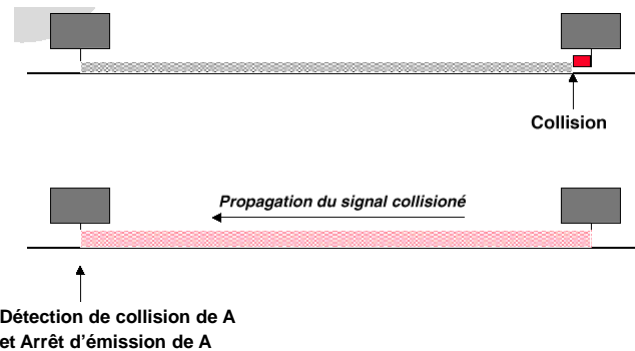 Collision
Propagation du signal collisioné
Détection de collision de A
et Arrêt d'émission de A